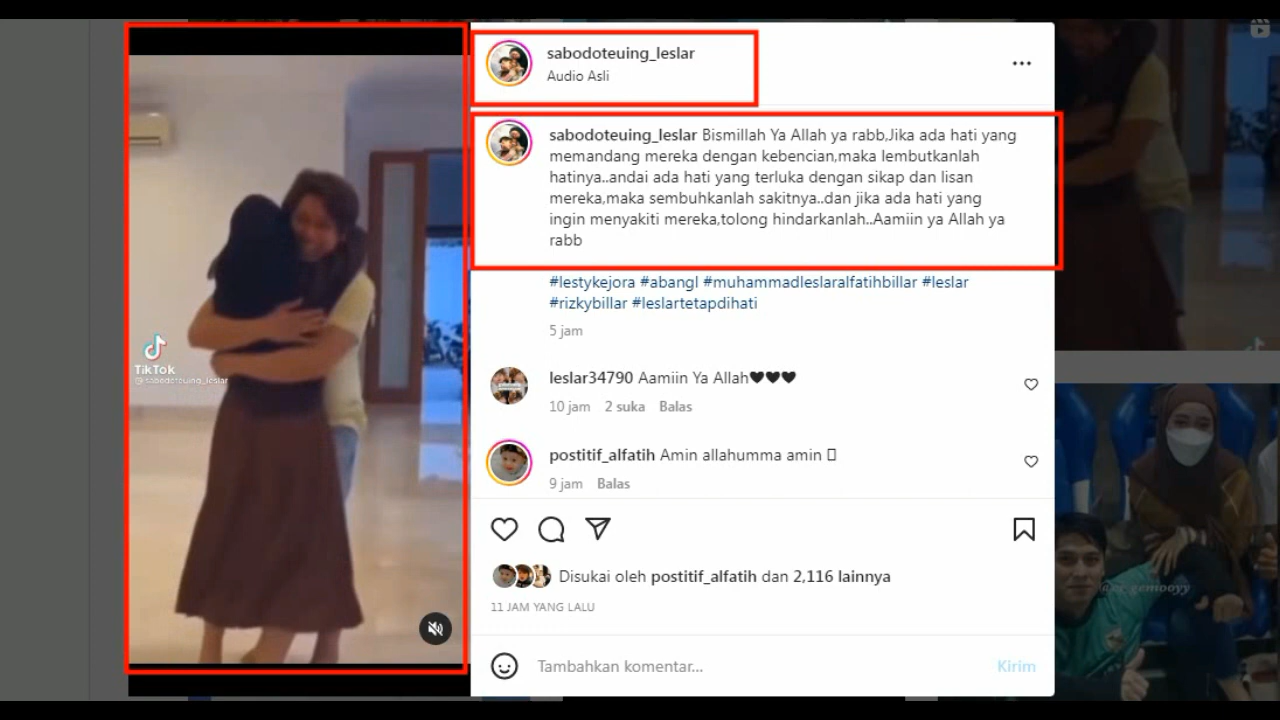 sabodoteuing_leslar
Audio Asli
sabodoteuing_leslar Bismillah Ya Allah ya rabb,Jika ada hati yang
memandang mereka dengan kebencian,maka lembutkanlah
hatinya..andai ada hati yang terluka dengan sikap dan lisan
mereka,maka sembuhkanlah sakitnya..dan jika ada hati yang
ingin menyakiti mereka,tolong hindarkanlah..Aamiin ya Allah ya
rabb
#lestykejora #abangl #muhammadleslaralfatihbillar #leslar
#rizkybillar #leslartetapdihati
5 jam
leslar34790 Aamiin Ya Allah🖤🖤🖤
10 jam 2 suka Balas
postitif_alfatih Amin allahumma amin
9 jam Balas
Disukai oleh postitif_alfatih dan 2,116 lainnya
11 JAM YANG LALU
Tambahkan komentar...
Kirim
TikTok
@sabodoteuing_leslar